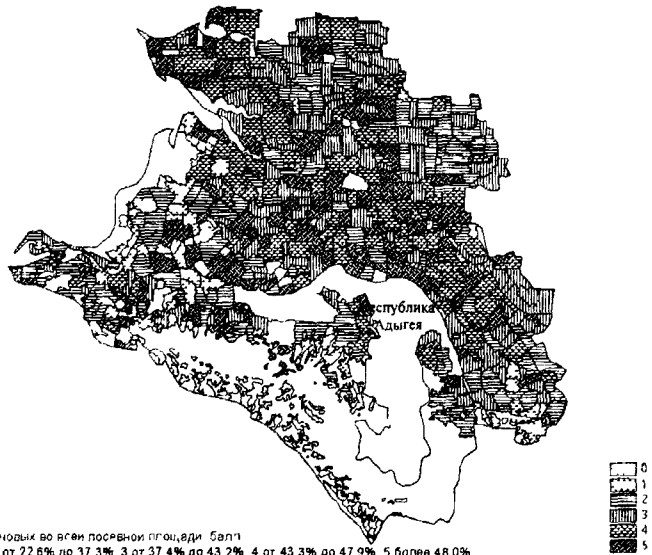 Республика
Адыгея
0
1
2
3
4
5
новых во всей посевной площади, балл
от 22.6% до 37.3% 3 от 37.4% до 43.2% 4 от 43.3% до 47.9% 5 более 48.0%